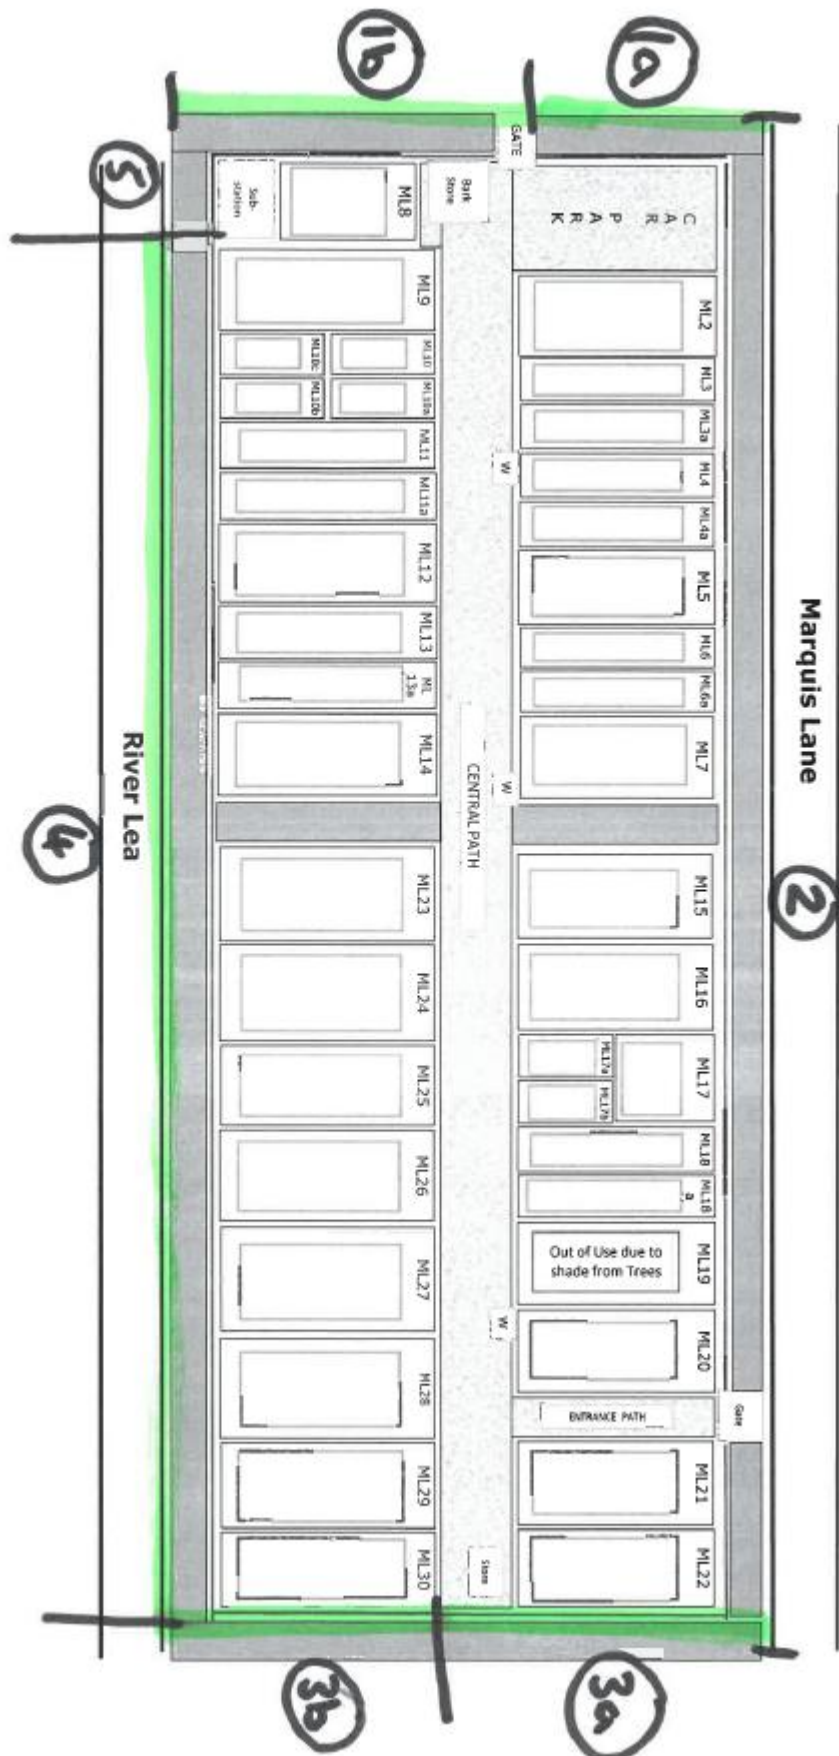 1b
1a
GATE
5
Sub-
station
ML8
Bark
Store
CAR
PARK
ML9
ML2
ML10c
ML10
ML3
ML10b
ML10a
ML3a
ML11
W
ML4
ML11a
ML4a
ML12
ML5
ML13
ML6
ML
13a
ML6a
ML14
ML7
Marquis Lane
River Lea
CENTRAL PATH
W
4
2
ML23
ML15
ML24
ML16
ML25
ML17a
ML17
ML17b
ML26
ML18
ML18
a
ML27
Out of Use due to
shade from Trees
ML19
W
ML28
ML20
ENTRANCE PATH
Gate
ML29
ML21
ML30
Store
ML22
3b
3a